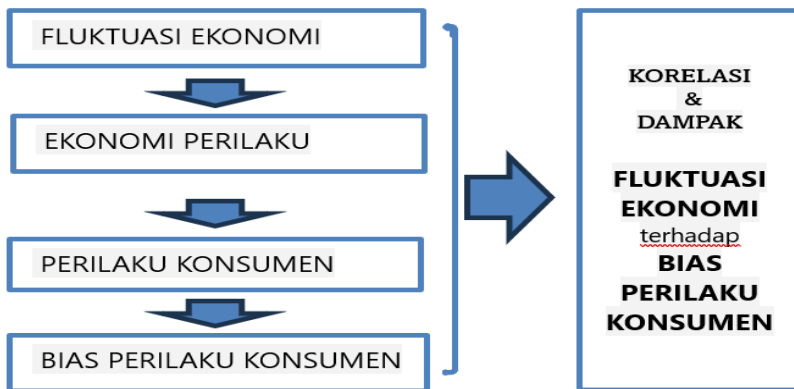 FLUKTUASI EKONOMI
EKONOMI PERILAKU
PERILAKU KONSUMEN
BIAS PERILAKU KONSUMEN
KORELASI
&
DAMPAK
FLUKTUASI
EKONOMI
terhadap
BIAS
PERILAKU
KONSUMEN